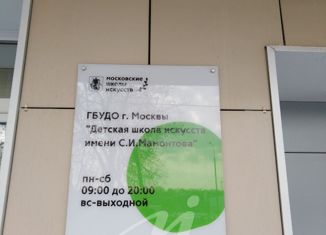 МОСКОВСКИЕ
ШКОЛЫ
ИСКУССТВ
ГБУДО г. Москвы
"Детская школа искусств
имени С.И.Мамонтова"
пн-сб
09:00 до 20:00
вс-выходной